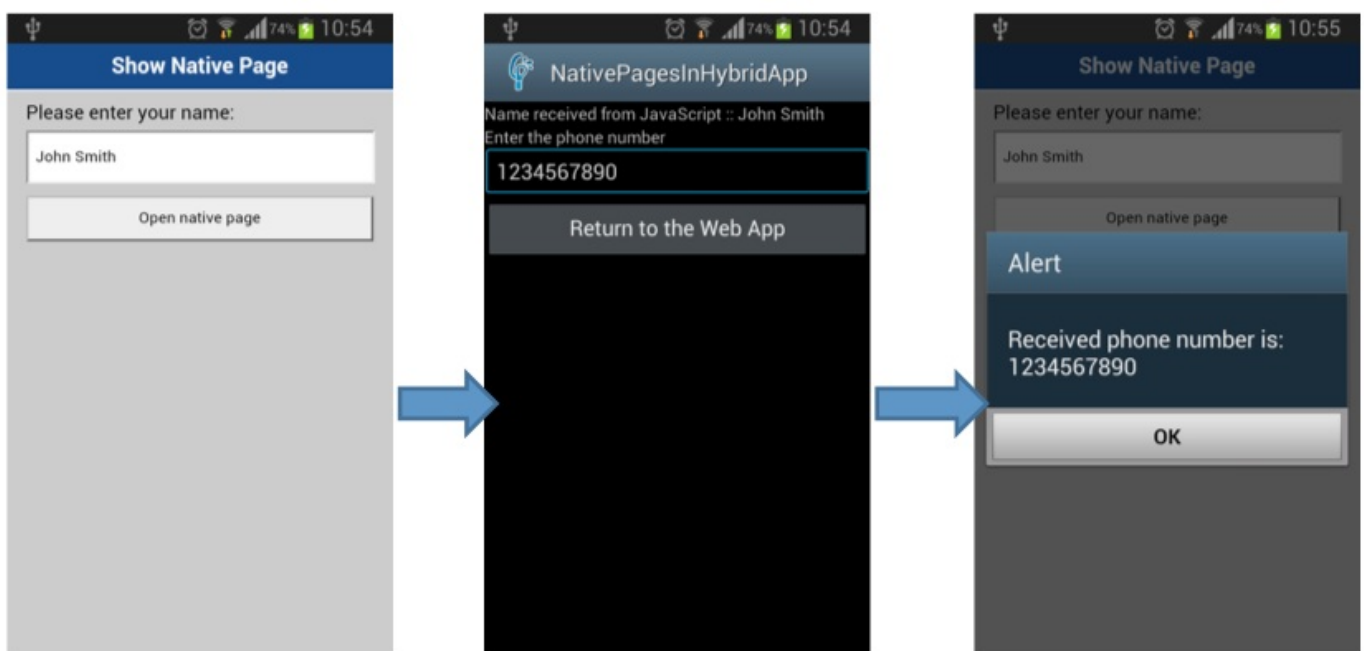 74% 10:54
Show Native Page
Please enter your name:
John Smith
Open native page
74% 10:54
NativePagesInHybridApp
Name received from JavaScript :: John Smith
Enter the phone number
1234567890
Return to the Web App
74% 10:55
Show Native Page
Please enter your name:
John Smith
Open native page
Alert
Received phone number is:
1234567890
OK